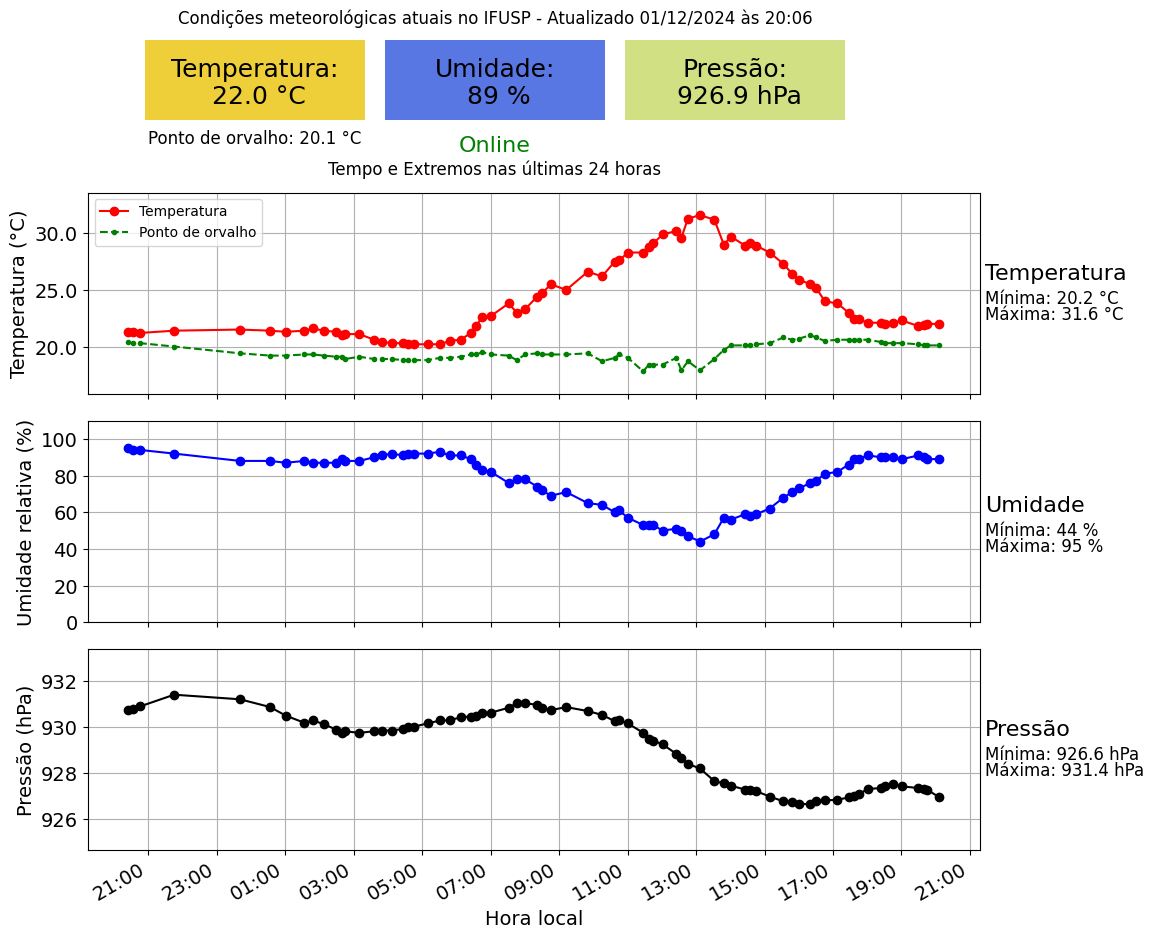 Condições meteorológicas atuais no IFUSP - Atualizado 01/12/2024 às 20:06
Temperatura:
22.0 °C
Umidade:
89 %
Pressão:
926.9 hPa
Ponto de orvalho: 20.1 °C
Online
Tempo e Extremos nas últimas 24 horas
Temperatura (°C)
30.0
25.0
20.0
Temperatura
Ponto de orvalho
Temperatura
Mínima: 20.2 °C
Máxima: 31.6 °C
Umidade relativa (%)
100
80
60
40
20
0
Umidade
Mínima: 44 %
Máxima: 95 %
Pressão (hPa)
932
930
928
926
Pressão
Mínima: 926.6 hPa
Máxima: 931.4 hPa
21:00 23:00 01:00 03:00 05:00 07:00 09:00 11:00 13:00 15:00 17:00 19:00 21:00
Hora local